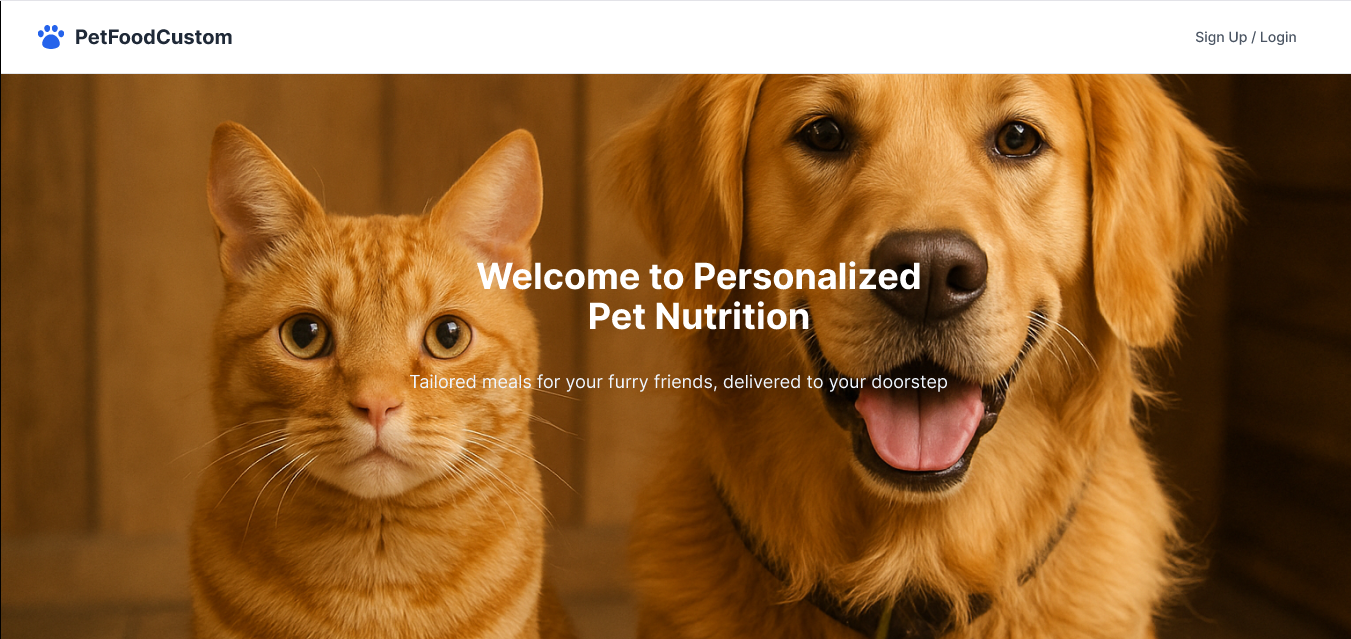 PetFoodCustom
Sign Up / Login
Welcome to Personalized
Pet Nutrition
Tailored meals for your furry friends, delivered to your doorstep